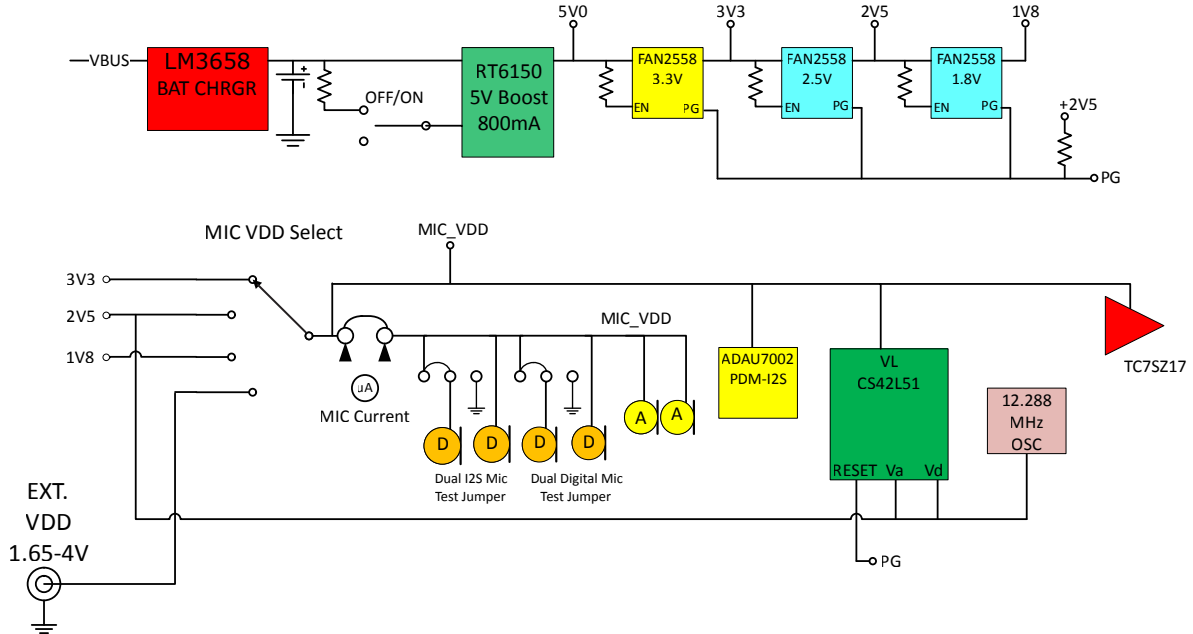 5V0
3V3
2V5
1V8
VBUS
LM3658
BAT CHRGR
+
-
OFF/ON
RT6150
5V Boost
800mA
FAN2558
3.3V
EN
PG
FAN2558
2.5V
EN
PG
FAN2558
1.8V
EN
PG
+2V5
PG
MIC VDD Select
MIC_VDD
3V3
2V5
1V8
MIC_VDD
µA
MIC Current
D
D
D
D
A
A
Dual I2S Mic
Test Jumper
Dual Digital Mic
Test Jumper
ADAU7002
PDM-I2S
VL
CS42L51
RESET
Va
Vd
12.288
MHz
OSC
TC7SZ17
EXT.
VDD
1.65-4V
PG